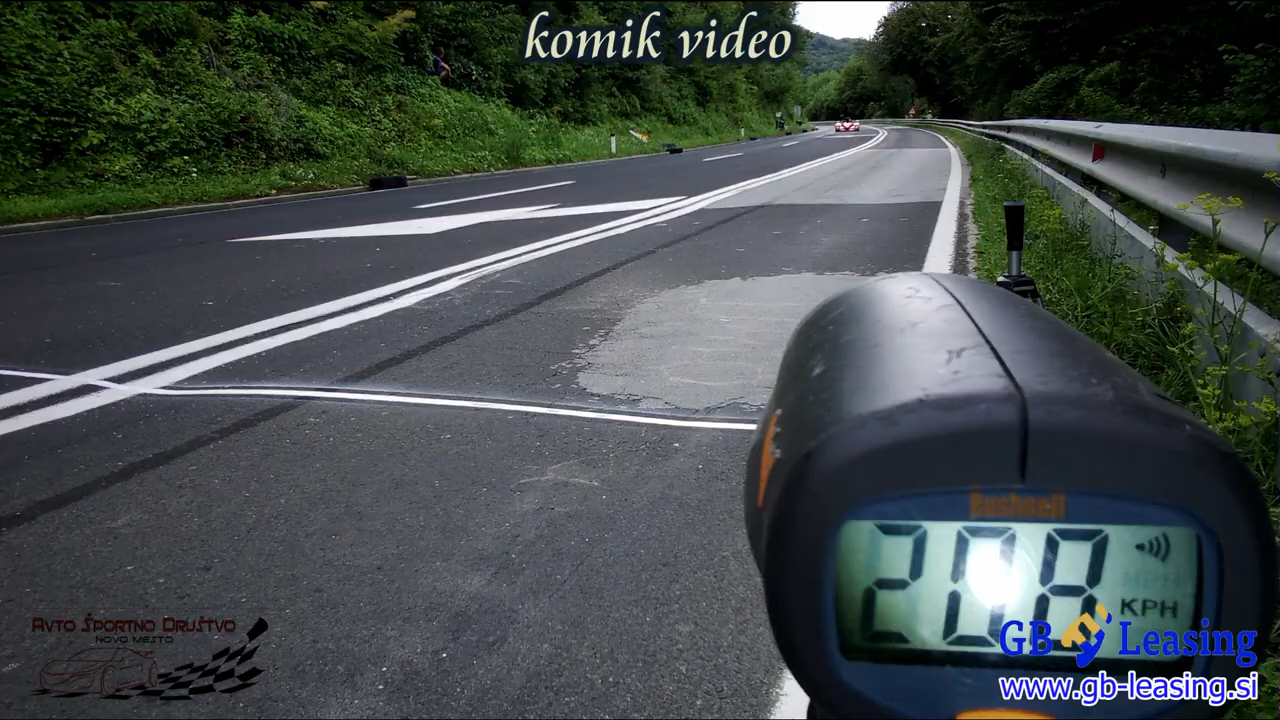 komik video
Bushnell
208
KPH
GB Leasing
www.gb-leasing.si
Avto Športno Društvo
NOVO MESTO